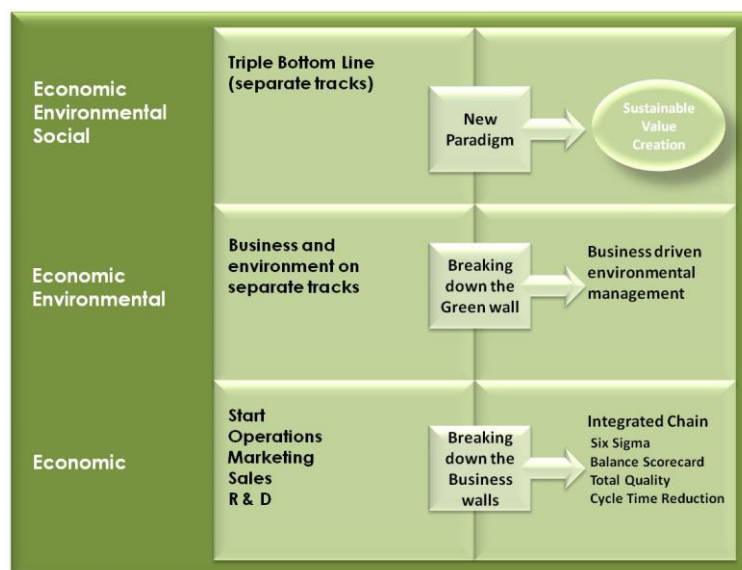 Economic
Environmental
Social
Triple Bottom Line
(separate tracks)
New
Paradigm
Sustainable
Value
Creation
Economic
Environmental
Business and
environment on
separate tracks
Breaking
down the
Green wall
Business driven
environmental
management
Economic
Start
Operations
Marketing
Sales
R & D
Breaking
down the
Business
walls
Integrated Chain
Six Sigma
Balance Scorecard
Total Quality
Cycle Time Reduction